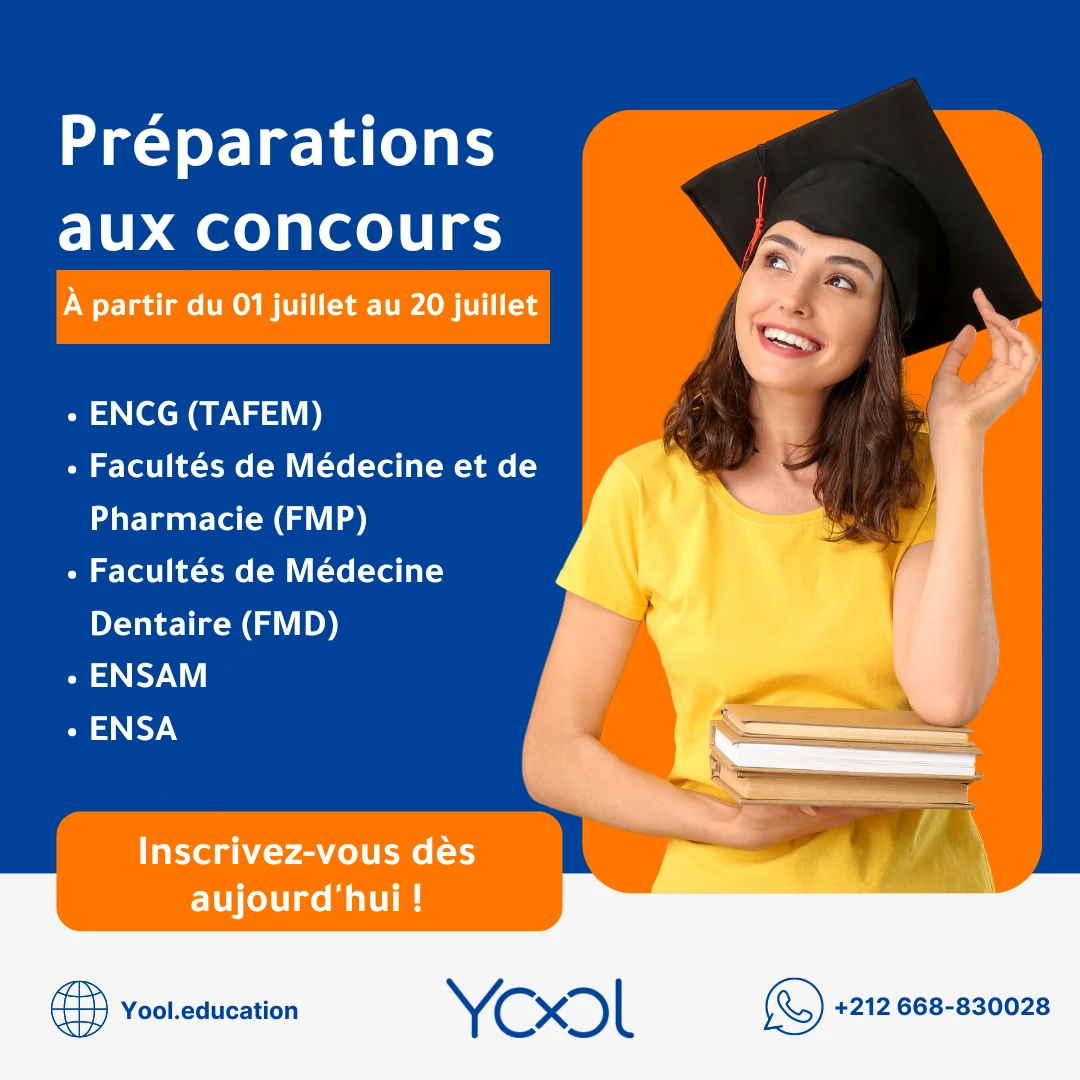 Préparations
aux concours
À partir du 01 juillet au 20 juillet
• ENCG (TAFEM)
• Facultés de Médecine et de
Pharmacie (FMP)
• Facultés de Médecine
Dentaire (FMD)
• ENSAM
• ENSA
Inscrivez-vous dès
aujourd'hui !
Yool.education
Yool
+212 668-830028